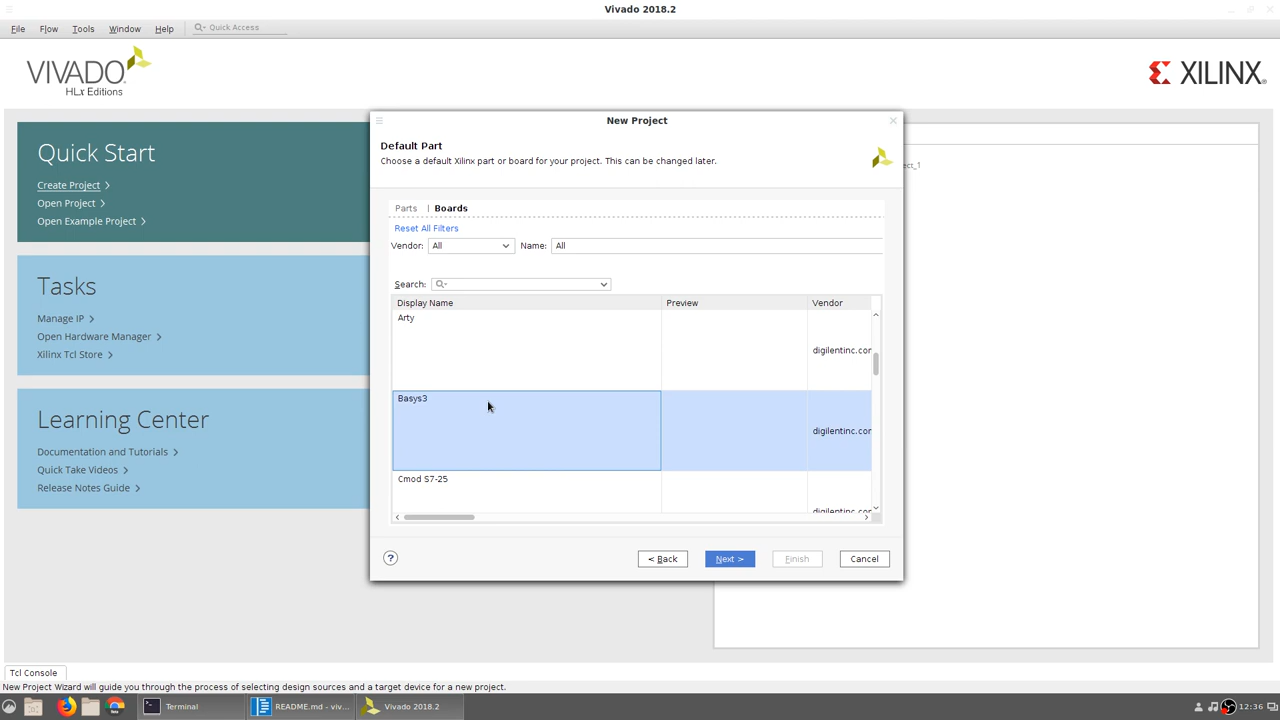 Vivado 2018.2
File Flow Tools Window Help Quick Access
VIVADO
HLx Editions
XILINX
New Project
Default Part
Choose a default Xilinx part or board for your project. This can be changed later.
Quick Start
Create Project
Open Project
Open Example Project
ect_1
Parts | Boards
Reset All Filters
Vendor: All Name: All
Search:
Display Name Preview Vendor
Arty
digilentinc.cor
Basys3
digilentinc.cor
Cmod S7-25
digilentinc.cor
Tasks
Manage IP
Open Hardware Manager
Xilinx Tcl Store
Learning Center
Documentation and Tutorials
Quick Take Videos
Release Notes Guide
? < Back Next > Finish Cancel
Tcl Console
New Project Wizard will guide you through the process of selecting design sources and a target device for a new project.
Terminal README.md - viv... Vivado 2018.2 12:36